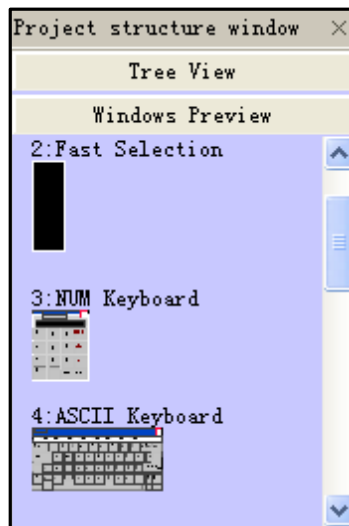 Project structure window
Tree View
Windows Preview
2:Fast Selection
3:NUM Keyboard
4:ASCII Keyboard